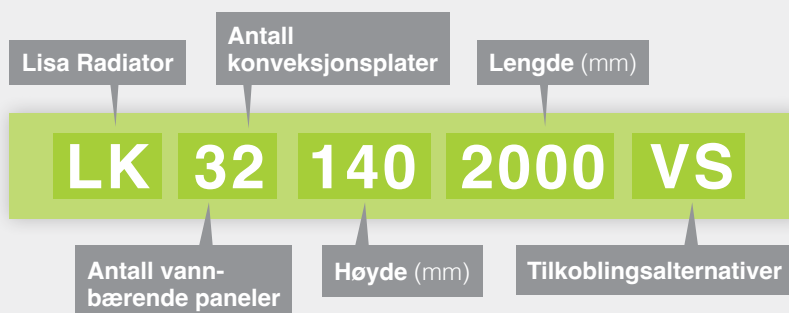 Antall
konveksjonsplater
Lisa Radiator
Lengde (mm)
LK 32 140 2000 VS
Antall vann-
bærende paneler
Høyde (mm)
Tilkoblingsalternativer